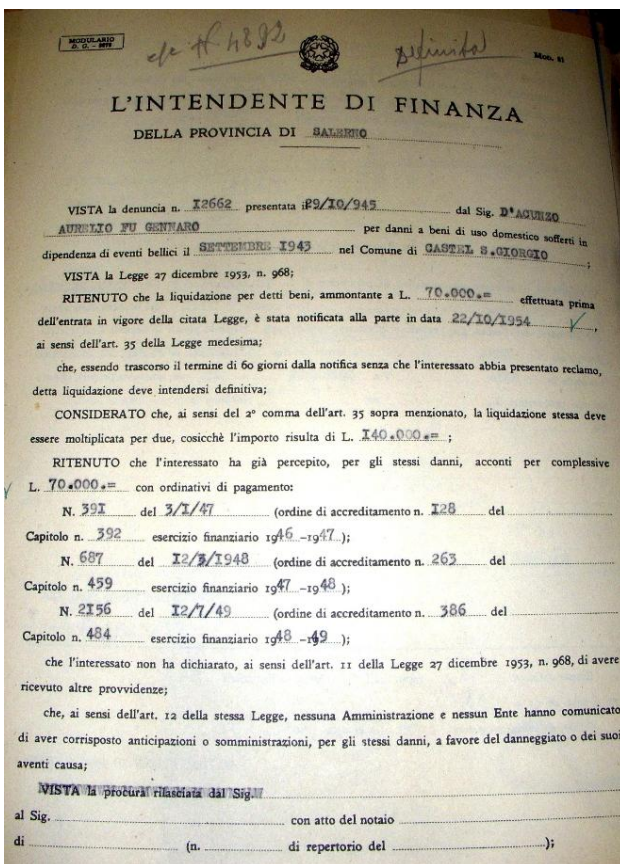 MODULARIO
D. G. - 5079
N 4892
Definita
Mod. 81
L'INTENDENTE DI FINANZA
DELLA PROVINCIA DI SALERNO
VISTA la denuncia n. I2662 presentata il 29/IO/945 dal Sig. D'ACUNZO
AURELIO FU GENNARO per danni a beni di uso domestico sofferti in
dipendenza di eventi bellici il SETTEMBRE I943 nel Comune di CASTEL S.GIORGIO ;
VISTA la Legge 27 dicembre 1953, n. 968;
RITENUTO che la liquidazione per detti beni, ammontante a L. 70.000.= effettuata prima
dell'entrata in vigore della citata Legge, è stata notificata alla parte in data 22/IO/I954 ,
ai sensi dell'art. 35 della Legge medesima;
che, essendo trascorso il termine di 60 giorni dalla notifica senza che l'interessato abbia presentato reclamo,
detta liquidazione deve intendersi definitiva;
CONSIDERATO che, ai sensi del 2° comma dell'art. 35 sopra menzionato, la liquidazione stessa deve
essere moltiplicata per due, cosicchè l'importo risulta di L. I40.000.= ;
RITENUTO che l'interessato ha già percepito, per gli stessi danni, acconti per complessive
L. 70.000.= con ordinativi di pagamento:
N. 39I del 3/I/47 (ordine di accreditamento n. I28 del
Capitolo n. 392 esercizio finanziario 1946 -1947 );
N. 687 del I2/3/I948 (ordine di accreditamento n. 263 del
Capitolo n. 459 esercizio finanziario 1947 -1948 );
N. 2I56 del I2/7/49 (ordine di accreditamento n. 386 del
Capitolo n. 484 esercizio finanziario 1948 -49 );
che l'interessato non ha dichiarato, ai sensi dell'art. 11 della Legge 27 dicembre 1953, n. 968, di avere
ricevuto altre provvidenze;
che, ai sensi dell'art. 12 della stessa Legge, nessuna Amministrazione e nessun Ente hanno comunicato
di aver corrisposto anticipazioni o somministrazioni, per gli stessi danni, a favore del danneggiato o dei suoi
aventi causa;
VISTA la procura rilasciata dal Sig.
al Sig. con atto del notaio
di (n. di repertorio del );